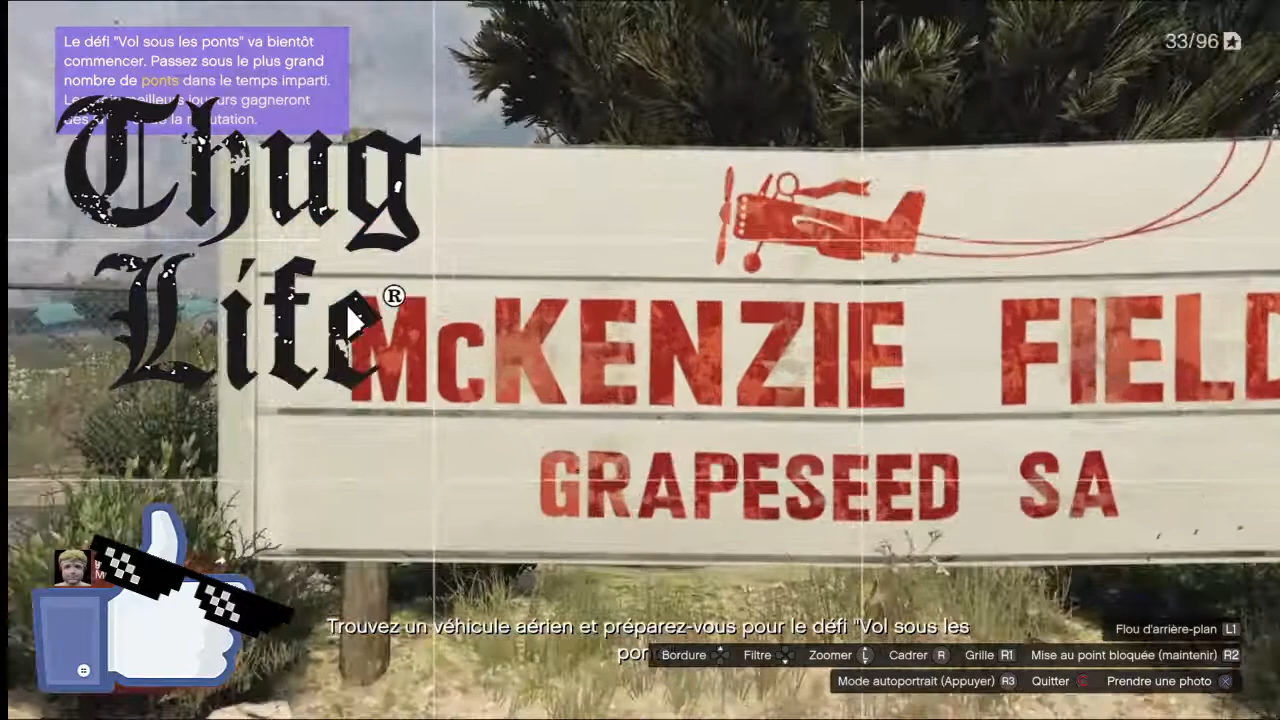 Le défi "Vol sous les ponts" va bientôt
commencer. Passez sous le plus grand
nombre de ponts dans le temps imparti.
gagneront
33/96
Thug
Life®
McKENZIE FIELD
GRAPESEED SA
Trouvez un véhicule aérien et préparez-vous pour le défi "Vol sous les
Flou d'arrière-plan L1
Bordure Filtre Zoomer L Cadrer R Grille R1 Mise au point bloquée (maintenir) R2
Mode autoportrait (Appuyer) R3 Quitter Prendre une photo